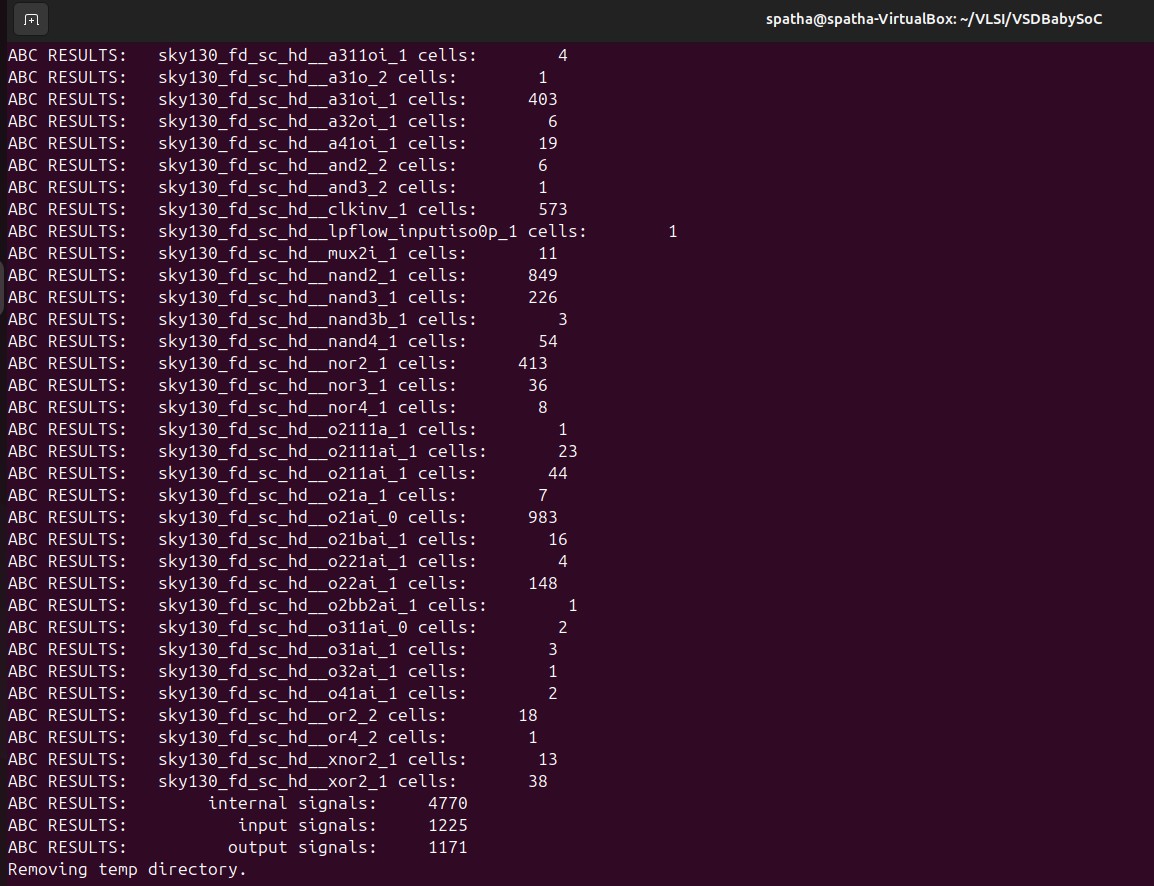 spatha@spatha-VirtualBox: ~/VLSI/VSDBabySoC
ABC RESULTS:   sky130_fd_sc_hd__a311oi_1 cells:        4
ABC RESULTS:   sky130_fd_sc_hd__a31o_2 cells:        1
ABC RESULTS:   sky130_fd_sc_hd__a31oi_1 cells:      403
ABC RESULTS:   sky130_fd_sc_hd__a32oi_1 cells:        6
ABC RESULTS:   sky130_fd_sc_hd__a41oi_1 cells:       19
ABC RESULTS:   sky130_fd_sc_hd__and2_2 cells:        6
ABC RESULTS:   sky130_fd_sc_hd__and3_2 cells:        1
ABC RESULTS:   sky130_fd_sc_hd__clkinv_1 cells:      573
ABC RESULTS:   sky130_fd_sc_hd__lpflow_inputiso0p_1 cells:        1
ABC RESULTS:   sky130_fd_sc_hd__mux2i_1 cells:       11
ABC RESULTS:   sky130_fd_sc_hd__nand2_1 cells:      849
ABC RESULTS:   sky130_fd_sc_hd__nand3_1 cells:      226
ABC RESULTS:   sky130_fd_sc_hd__nand3b_1 cells:        3
ABC RESULTS:   sky130_fd_sc_hd__nand4_1 cells:       54
ABC RESULTS:   sky130_fd_sc_hd__nor2_1 cells:      413
ABC RESULTS:   sky130_fd_sc_hd__nor3_1 cells:       36
ABC RESULTS:   sky130_fd_sc_hd__nor4_1 cells:        8
ABC RESULTS:   sky130_fd_sc_hd__o2111a_1 cells:        1
ABC RESULTS:   sky130_fd_sc_hd__o2111ai_1 cells:       23
ABC RESULTS:   sky130_fd_sc_hd__o211ai_1 cells:       44
ABC RESULTS:   sky130_fd_sc_hd__o21a_1 cells:        7
ABC RESULTS:   sky130_fd_sc_hd__o21ai_0 cells:      983
ABC RESULTS:   sky130_fd_sc_hd__o21bai_1 cells:       16
ABC RESULTS:   sky130_fd_sc_hd__o221ai_1 cells:        4
ABC RESULTS:   sky130_fd_sc_hd__o22ai_1 cells:      148
ABC RESULTS:   sky130_fd_sc_hd__o2bb2ai_1 cells:        1
ABC RESULTS:   sky130_fd_sc_hd__o311ai_0 cells:        2
ABC RESULTS:   sky130_fd_sc_hd__o31ai_1 cells:        3
ABC RESULTS:   sky130_fd_sc_hd__o32ai_1 cells:        1
ABC RESULTS:   sky130_fd_sc_hd__o41ai_1 cells:        2
ABC RESULTS:   sky130_fd_sc_hd__or2_2 cells:       18
ABC RESULTS:   sky130_fd_sc_hd__or4_2 cells:        1
ABC RESULTS:   sky130_fd_sc_hd__xnor2_1 cells:       13
ABC RESULTS:   sky130_fd_sc_hd__xor2_1 cells:       38
ABC RESULTS:        internal signals:     4770
ABC RESULTS:           input signals:     1225
ABC RESULTS:          output signals:     1171
Removing temp directory.